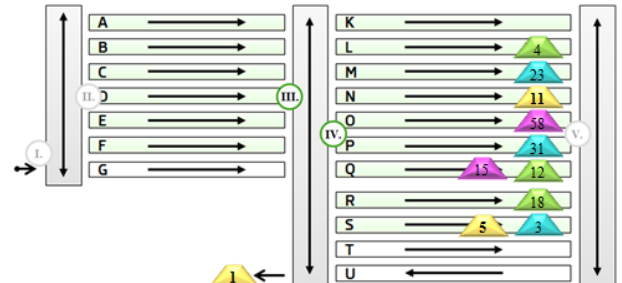 A K
B L 4
C M 23
II. D III. N 11
E O 58
IV. V.
I. F P 31
G Q 15 12
R 18
S 5 3
T
1 U